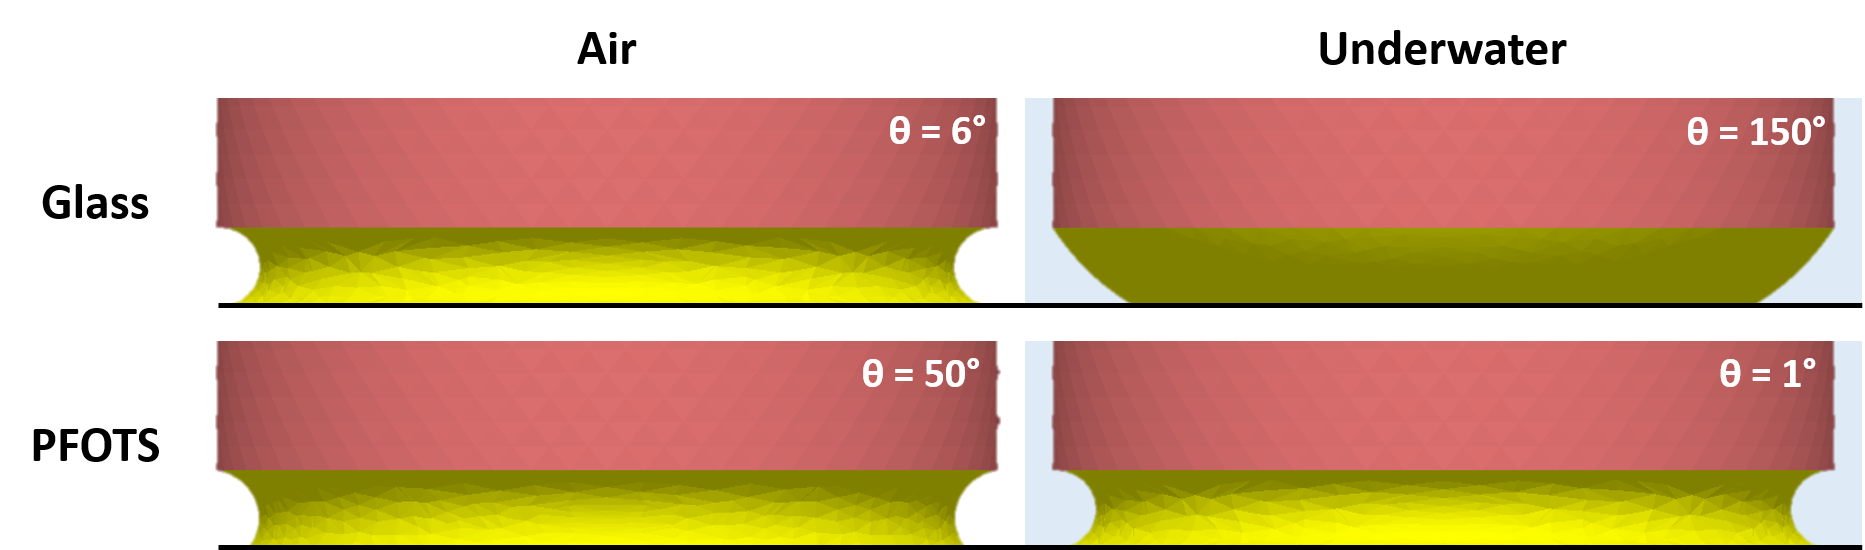 Air
Underwater
Glass
θ = 6°
θ = 150°
PFOTS
θ = 50°
θ = 1°